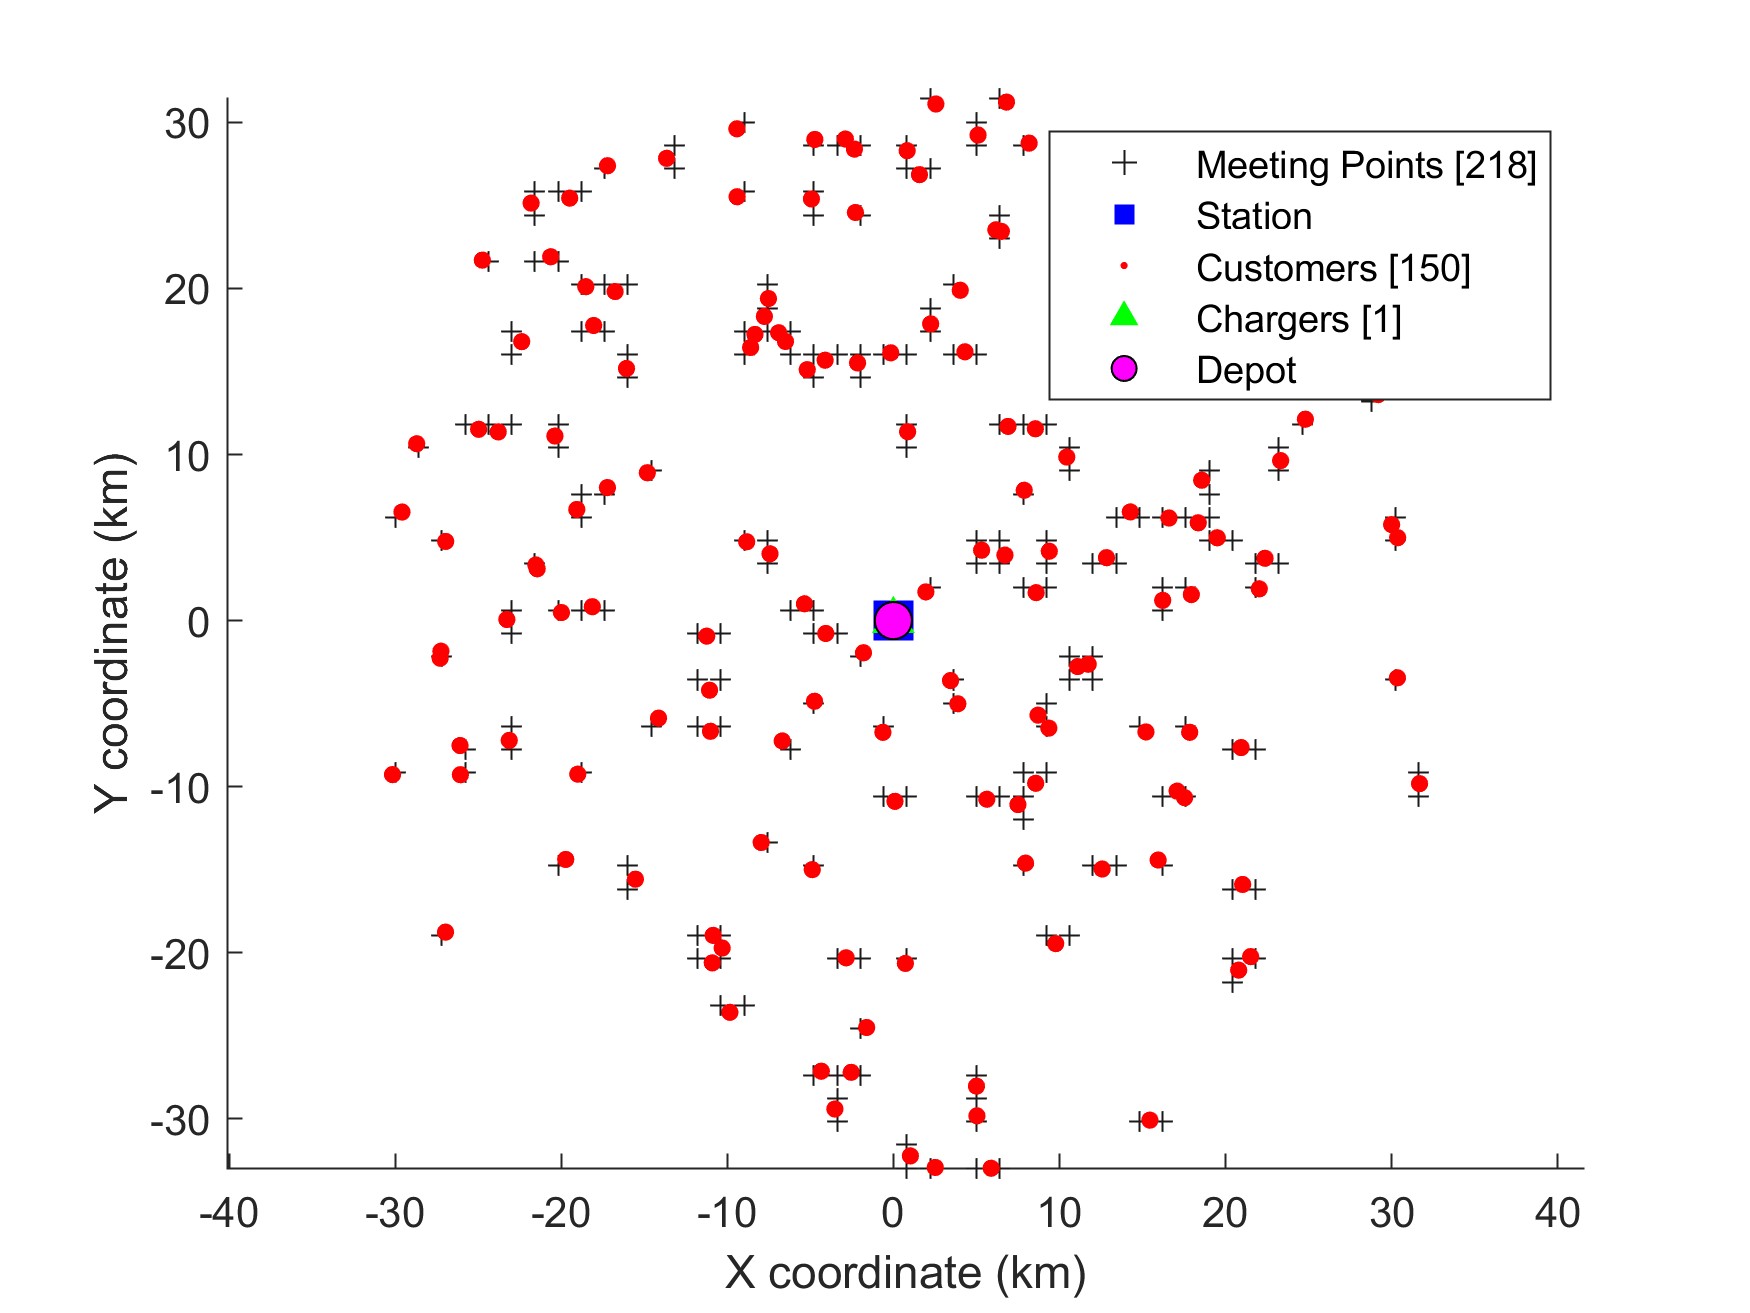 30
20
10
0
-10
-20
-30
Y coordinate (km)
Meeting Points [218]
Station
Customers [150]
Chargers [1]
Depot
-40 -30 -20 -10 0 10 20 30 40
X coordinate (km)